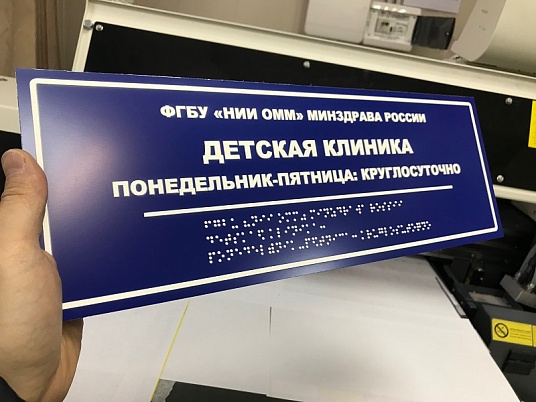 ФГБУ «НИИ ОММ» МИНЗДРАВА РОССИИ
ДЕТСКАЯ КЛИНИКА
ПОНЕДЕЛЬНИК-ПЯТНИЦА: КРУГЛОСУТОЧНО